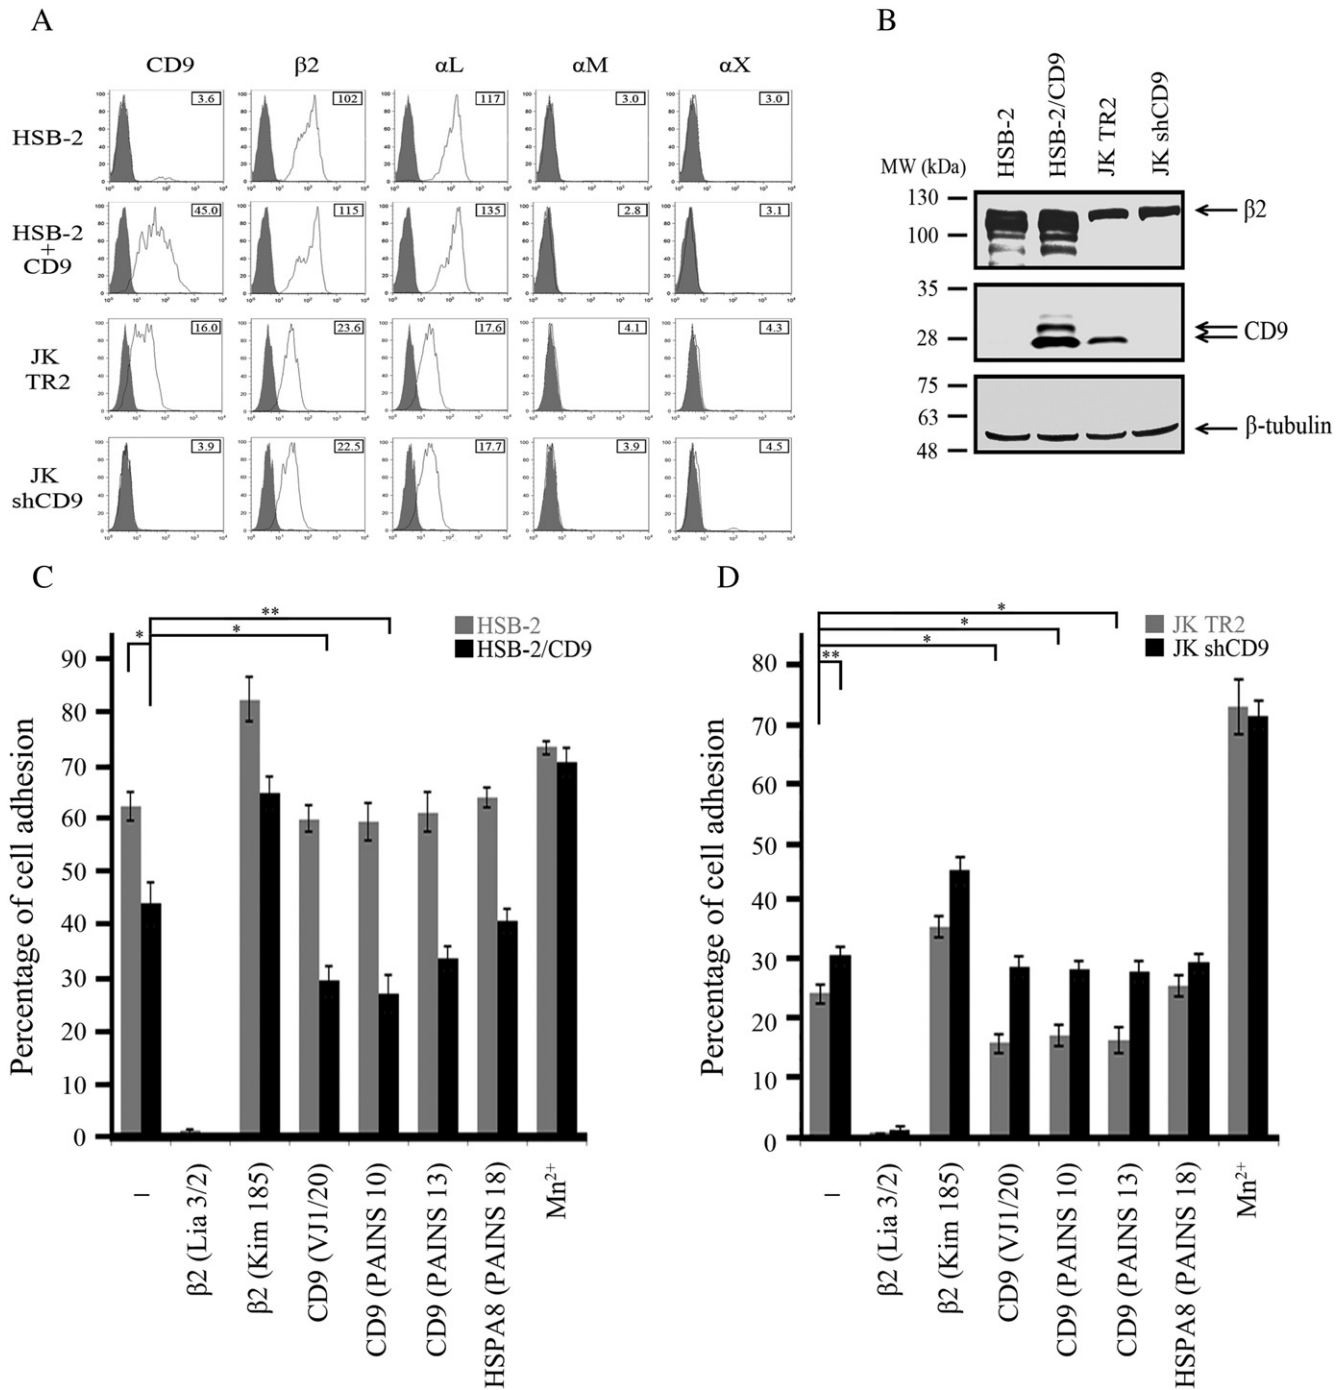 A
CD9 β2 αL αM αX
HSB-2
3.6 102 117 3.0 3.0
HSB-2
+
CD9
45.0 115 135 2.8 3.1
JK
TR2
16.0 23.6 17.6 4.1 4.3
JK
shCD9
3.9 22.5 17.7 3.9 4.5
B
HSB-2
HSB-2/CD9
JK TR2
JK shCD9
MW (kDa)
130
100
β2
35
28
CD9
75
63
48
β-tubulin
C
**
*
*
HSB-2
HSB-2/CD9
Percentage of cell adhesion
90
80
70
60
50
40
30
20
10
0
–
β2 (Lia 3/2)
β2 (Kim 185)
CD9 (VJ1/20)
CD9 (PAINS 10)
CD9 (PAINS 13)
HSPA8 (PAINS 18)
Mn²⁺
D
*
*
*
**
JK TR2
JK shCD9
Percentage of cell adhesion
80
70
60
50
40
30
20
10
0
–
β2 (Lia 3/2)
β2 (Kim 185)
CD9 (VJ1/20)
CD9 (PAINS 10)
CD9 (PAINS 13)
HSPA8 (PAINS 18)
Mn²⁺